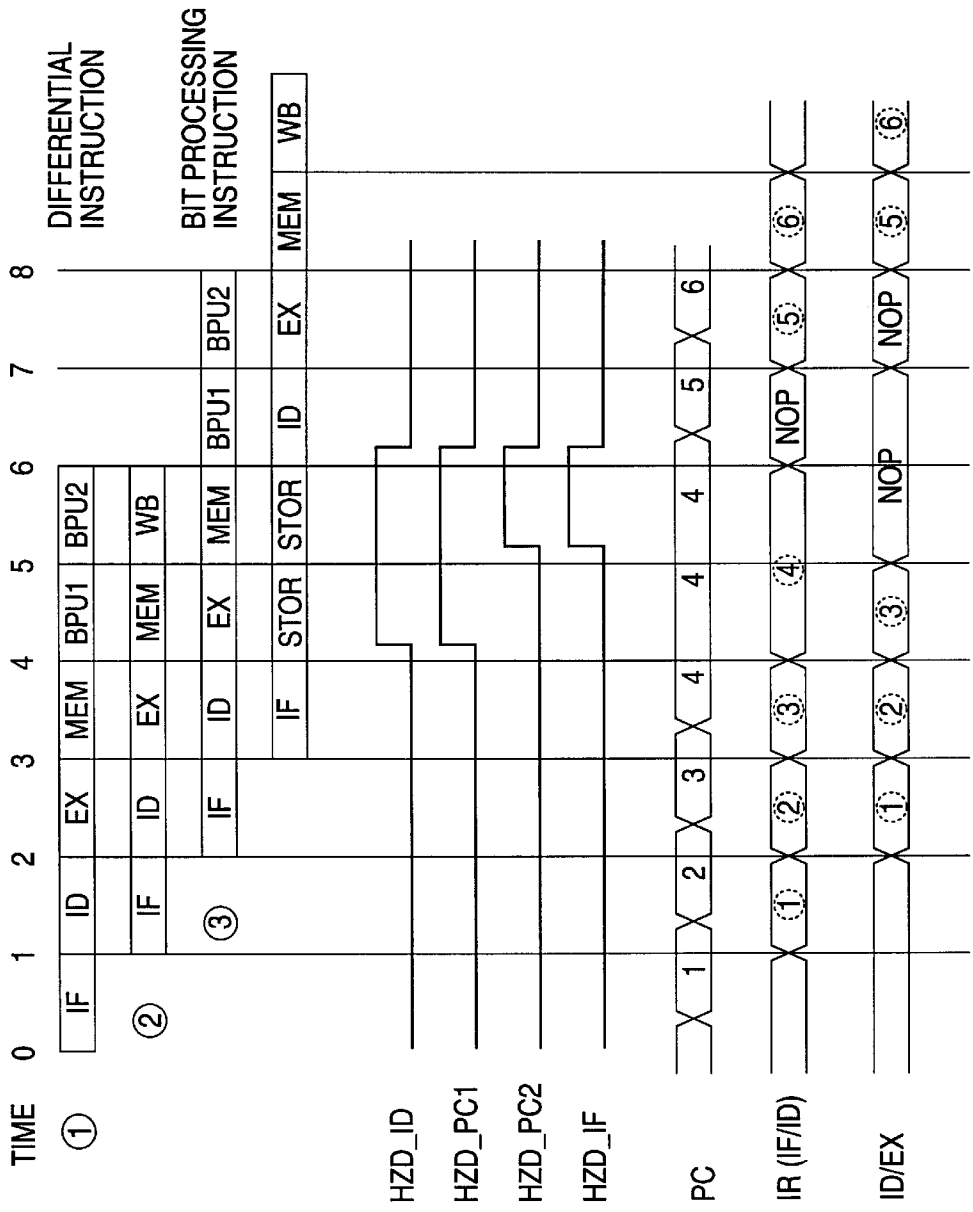 TIME 0 1 2 3 4 5 6 7 8
① IF ID EX MEM BPU1 BPU2 DIFFERENTIAL
INSTRUCTION
② IF ID EX MEM WB
③ IF ID EX MEM BPU1 BPU2 BIT PROCESSING
INSTRUCTION
IF STOR STOR ID EX MEM WB
HZD_ID
HZD_PC1
HZD_PC2
HZD_IF
PC 1 2 3 4 4 4 5 6
IR (IF/ID) ① ② ③ ④ NOP ⑤ ⑥
ID/EX ① ② ③ NOP NOP ⑤ ⑥